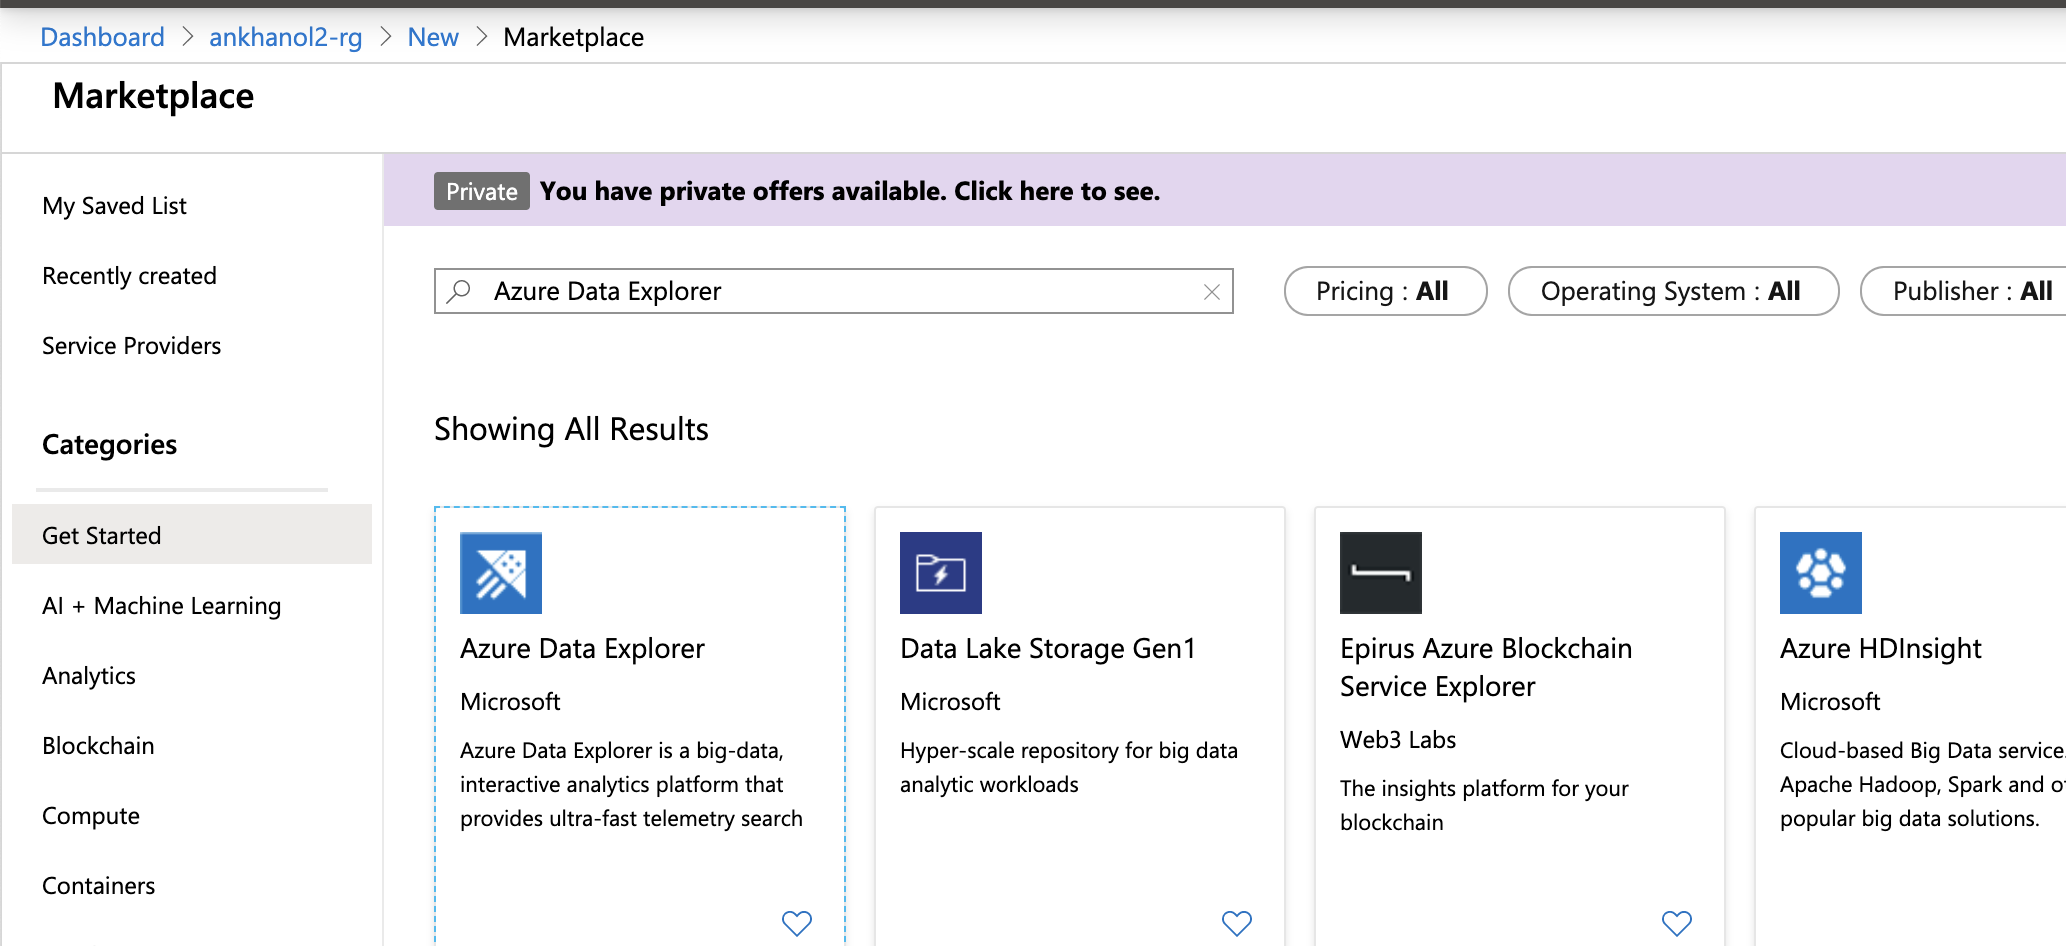 Dashboard > ankhanol2-rg > New > Marketplace
Marketplace
My Saved List
Recently created
Service Providers
Categories
Get Started
AI + Machine Learning
Analytics
Blockchain
Compute
Containers
Private You have private offers available. Click here to see.
Azure Data Explorer
Pricing : All
Operating System : All
Publisher : All
Showing All Results
Azure Data Explorer
Microsoft
Azure Data Explorer is a big-data,
interactive analytics platform that
provides ultra-fast telemetry search
Data Lake Storage Gen1
Microsoft
Hyper-scale repository for big data
analytic workloads
Epirus Azure Blockchain
Service Explorer
Web3 Labs
The insights platform for your
blockchain
Azure HDInsight
Microsoft
Cloud-based Big Data service.
Apache Hadoop, Spark and
popular big data solutions.